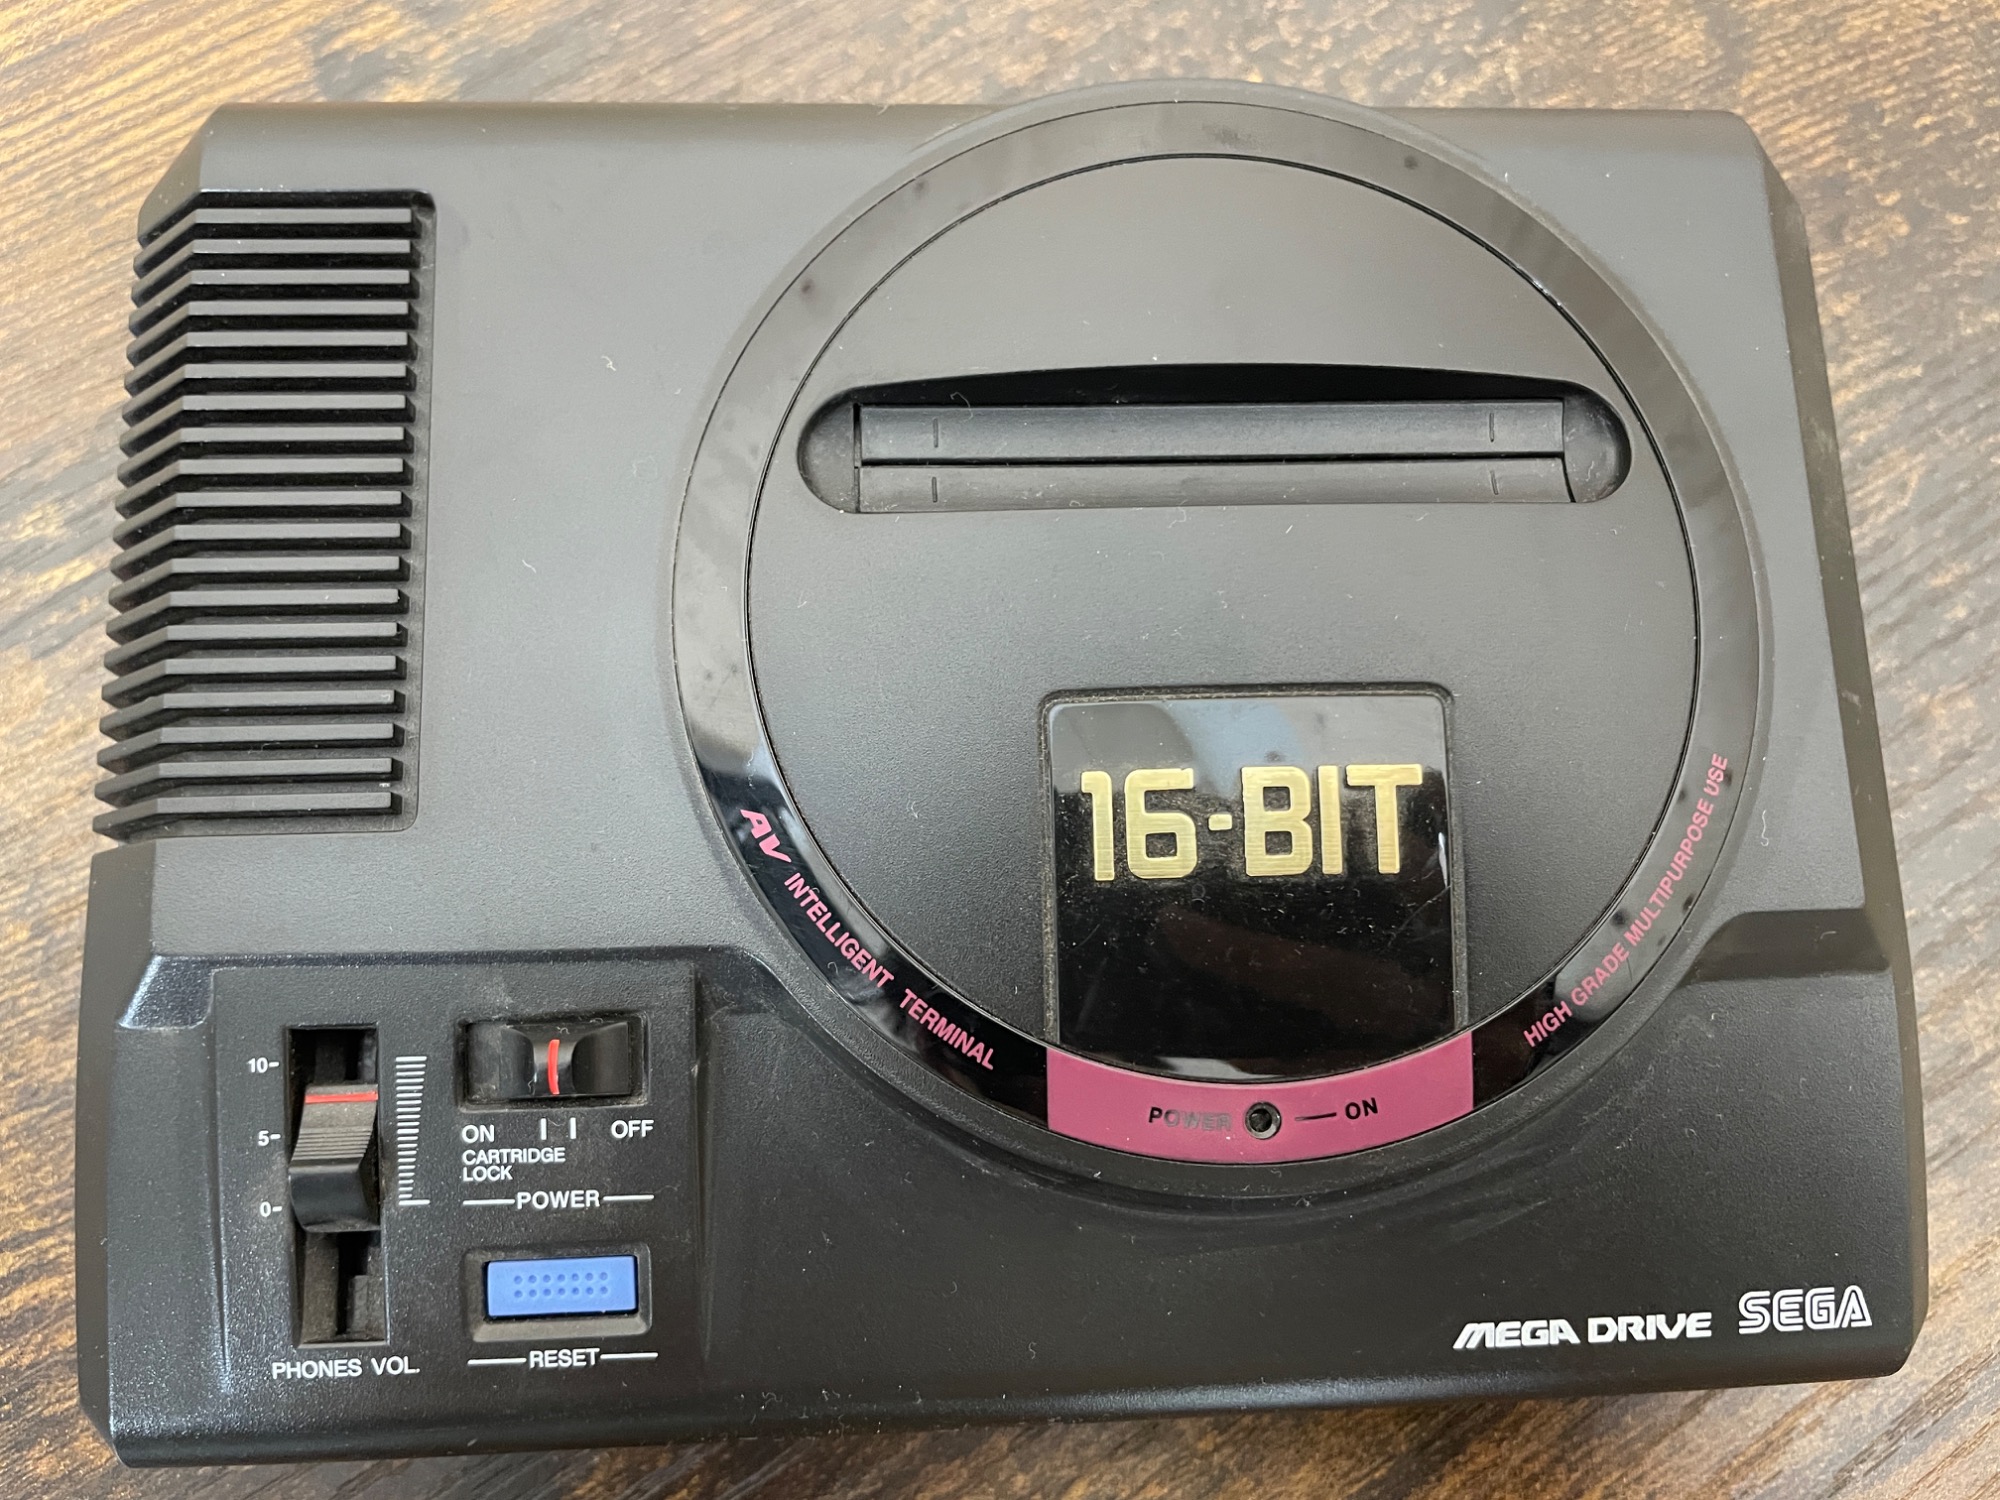 16-BIT
AV INTELLIGENT TERMINAL
HIGH GRADE MULTIPURPOSE USE
POWER ON
10-
5-
0-
PHONES VOL.
ON OFF
CARTRIDGE
LOCK
POWER
RESET
MEGA DRIVE SEGA